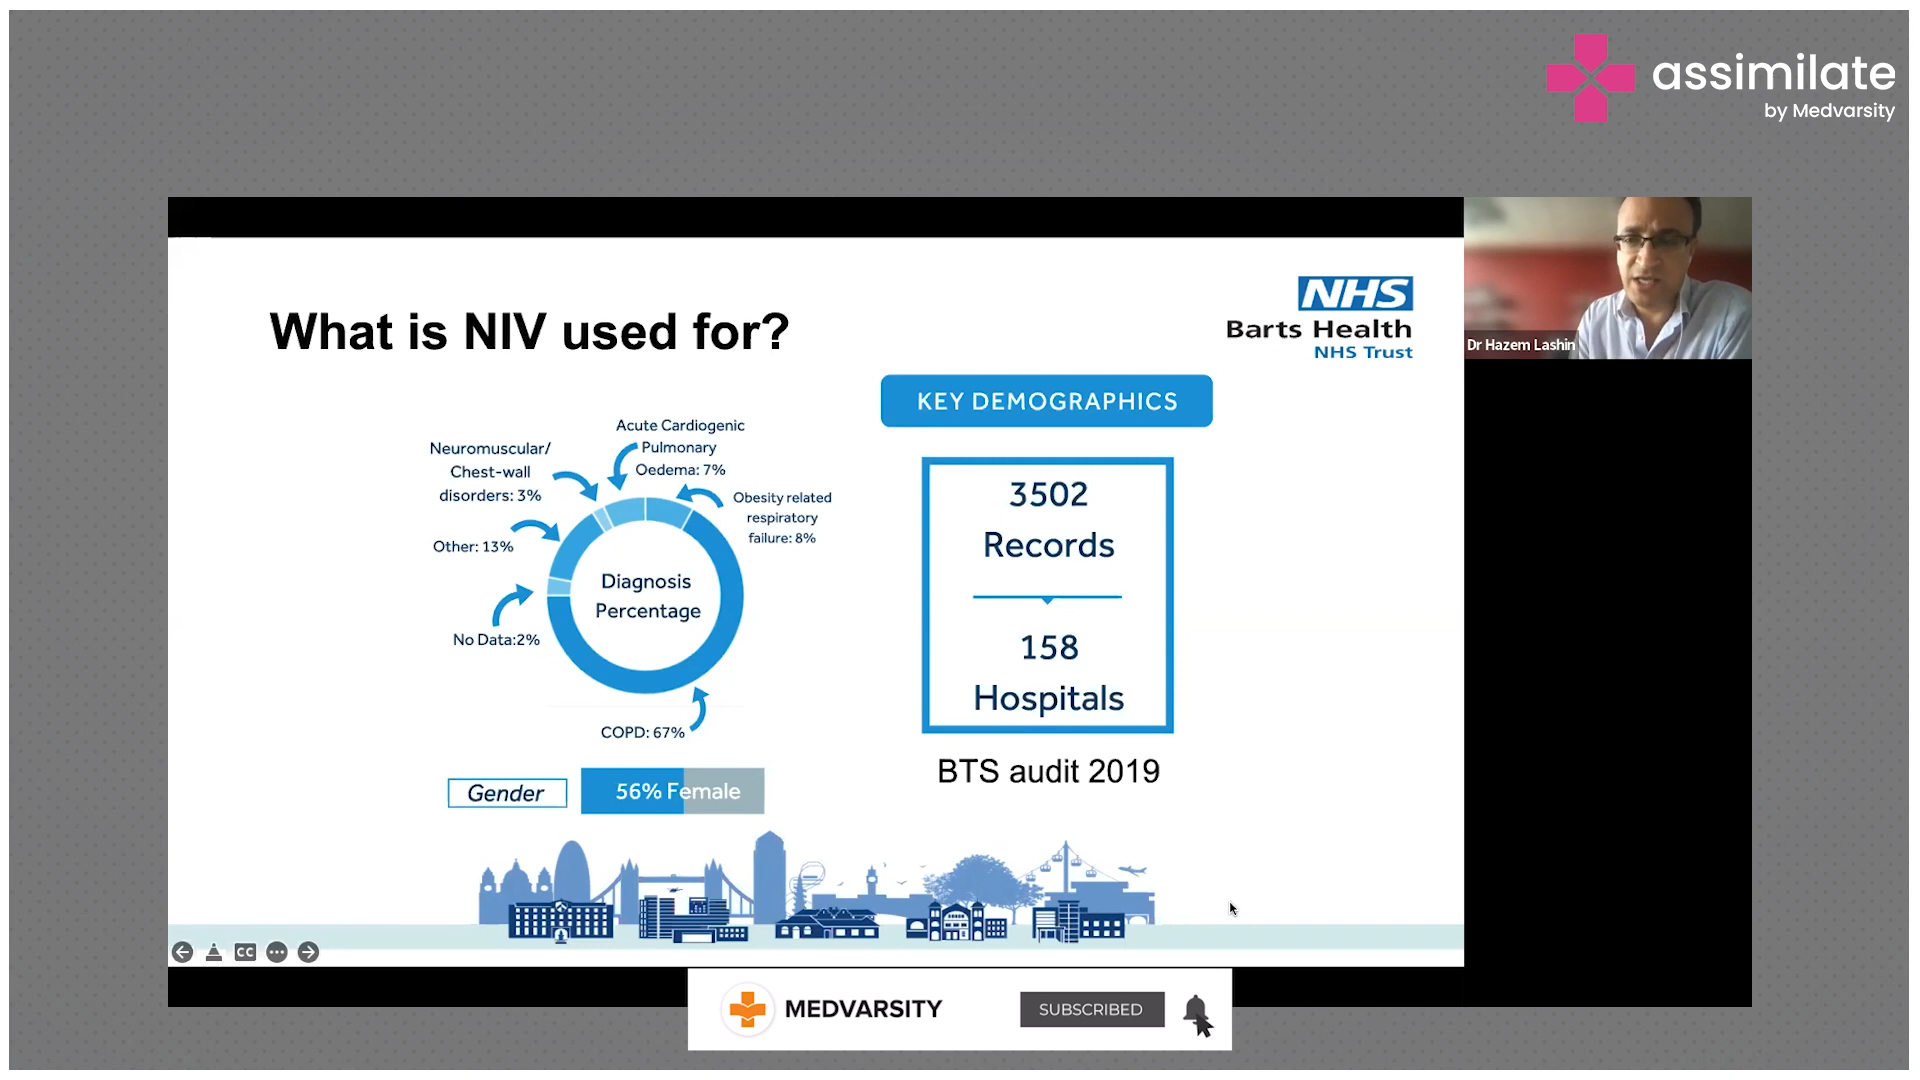 assimilate
by Medvarsity
What is NIV used for?
NHS
Barts Health
NHS Trust
Dr Hazem Lashin
KEY DEMOGRAPHICS
Acute Cardiogenic
Pulmonary
Oedema: 7%
Neuromuscular/
Chest-wall
disorders: 3%
Obesity related
respiratory
failure: 8%
Other: 13%
Diagnosis
Percentage
No Data:2%
COPD: 67%
3502
Records
158
Hospitals
BTS audit 2019
Gender
56% Female
CC
MEDVARSITY
SUBSCRIBED